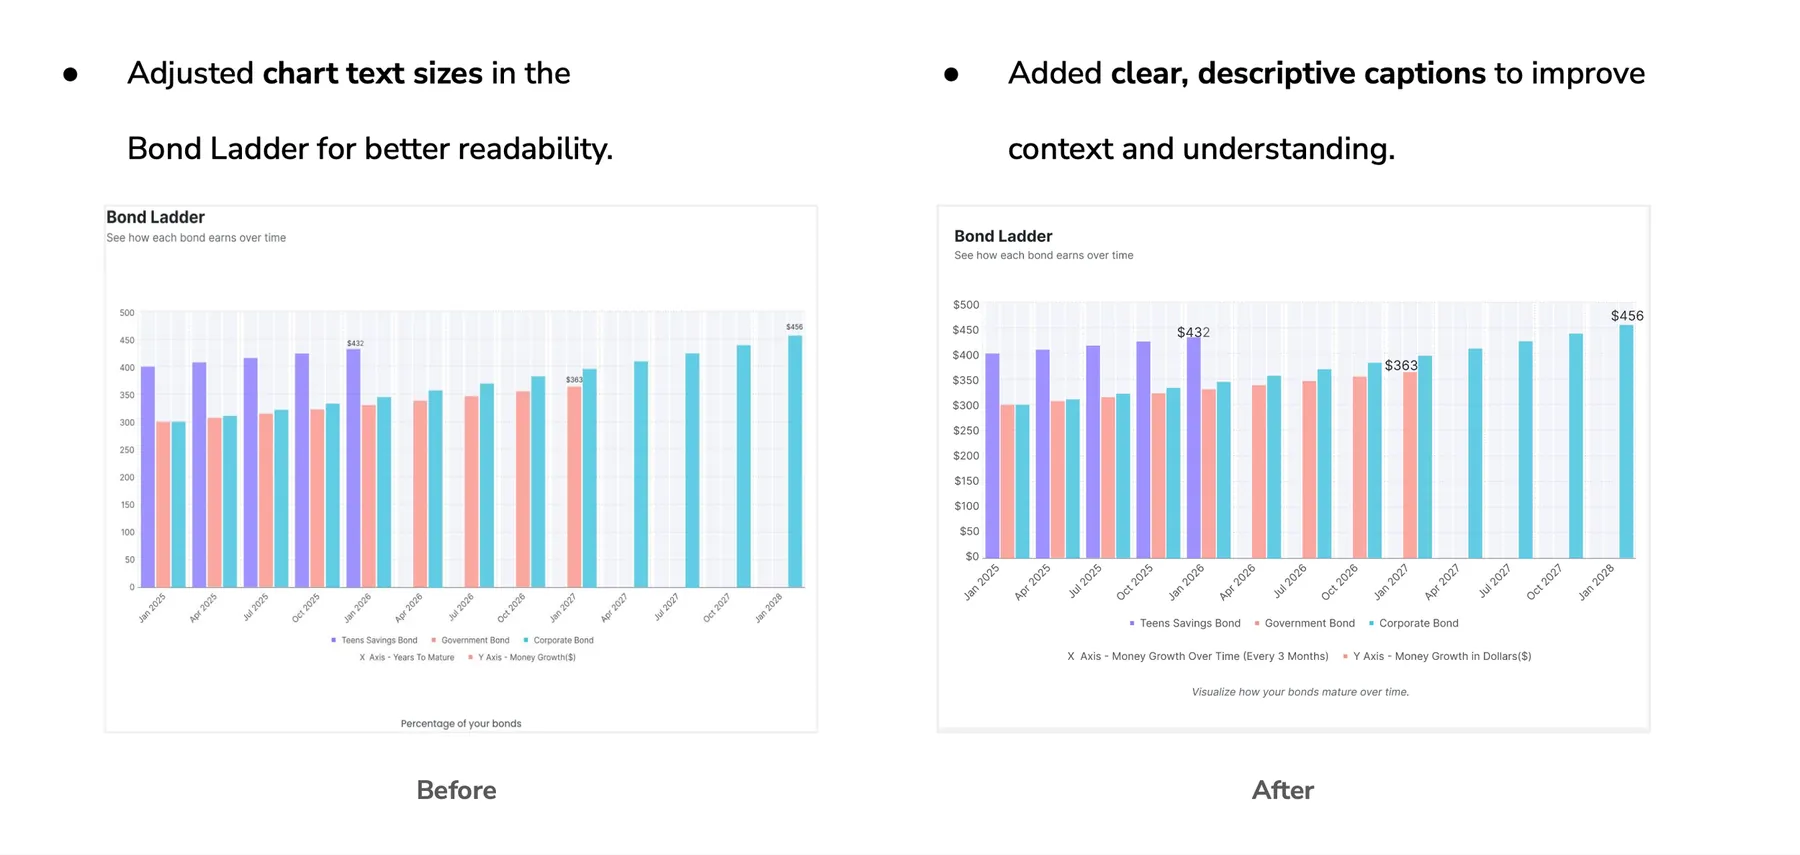 ● Adjusted chart text sizes in the
Bond Ladder for better readability.
● Added clear, descriptive captions to improve
context and understanding.
Bond Ladder
See how each bond earns over time
500
450
400
350
300
250
200
150
100
50
0
$432
$363
$456
Jan 2025 Apr 2025 Jul 2025 Oct 2025 Jan 2026 Apr 2026 Jul 2026 Oct 2026 Jan 2027 Apr 2027 Jul 2027 Oct 2027 Jan 2028
Teens Savings Bond Government Bond Corporate Bond
X Axis - Years To Mature Y Axis - Money Growth($)
Percentage of your bonds
Before
Bond Ladder
See how each bond earns over time
$500
$450
$400
$350
$300
$250
$200
$150
$100
$50
$0
$432
$363
$456
Jan 2025 Apr 2025 Jul 2025 Oct 2025 Jan 2026 Apr 2026 Jul 2026 Oct 2026 Jan 2027 Apr 2027 Jul 2027 Oct 2027 Jan 2028
Teens Savings Bond Government Bond Corporate Bond
X Axis - Money Growth Over Time (Every 3 Months) Y Axis - Money Growth in Dollars($)
Visualize how your bonds mature over time.
After